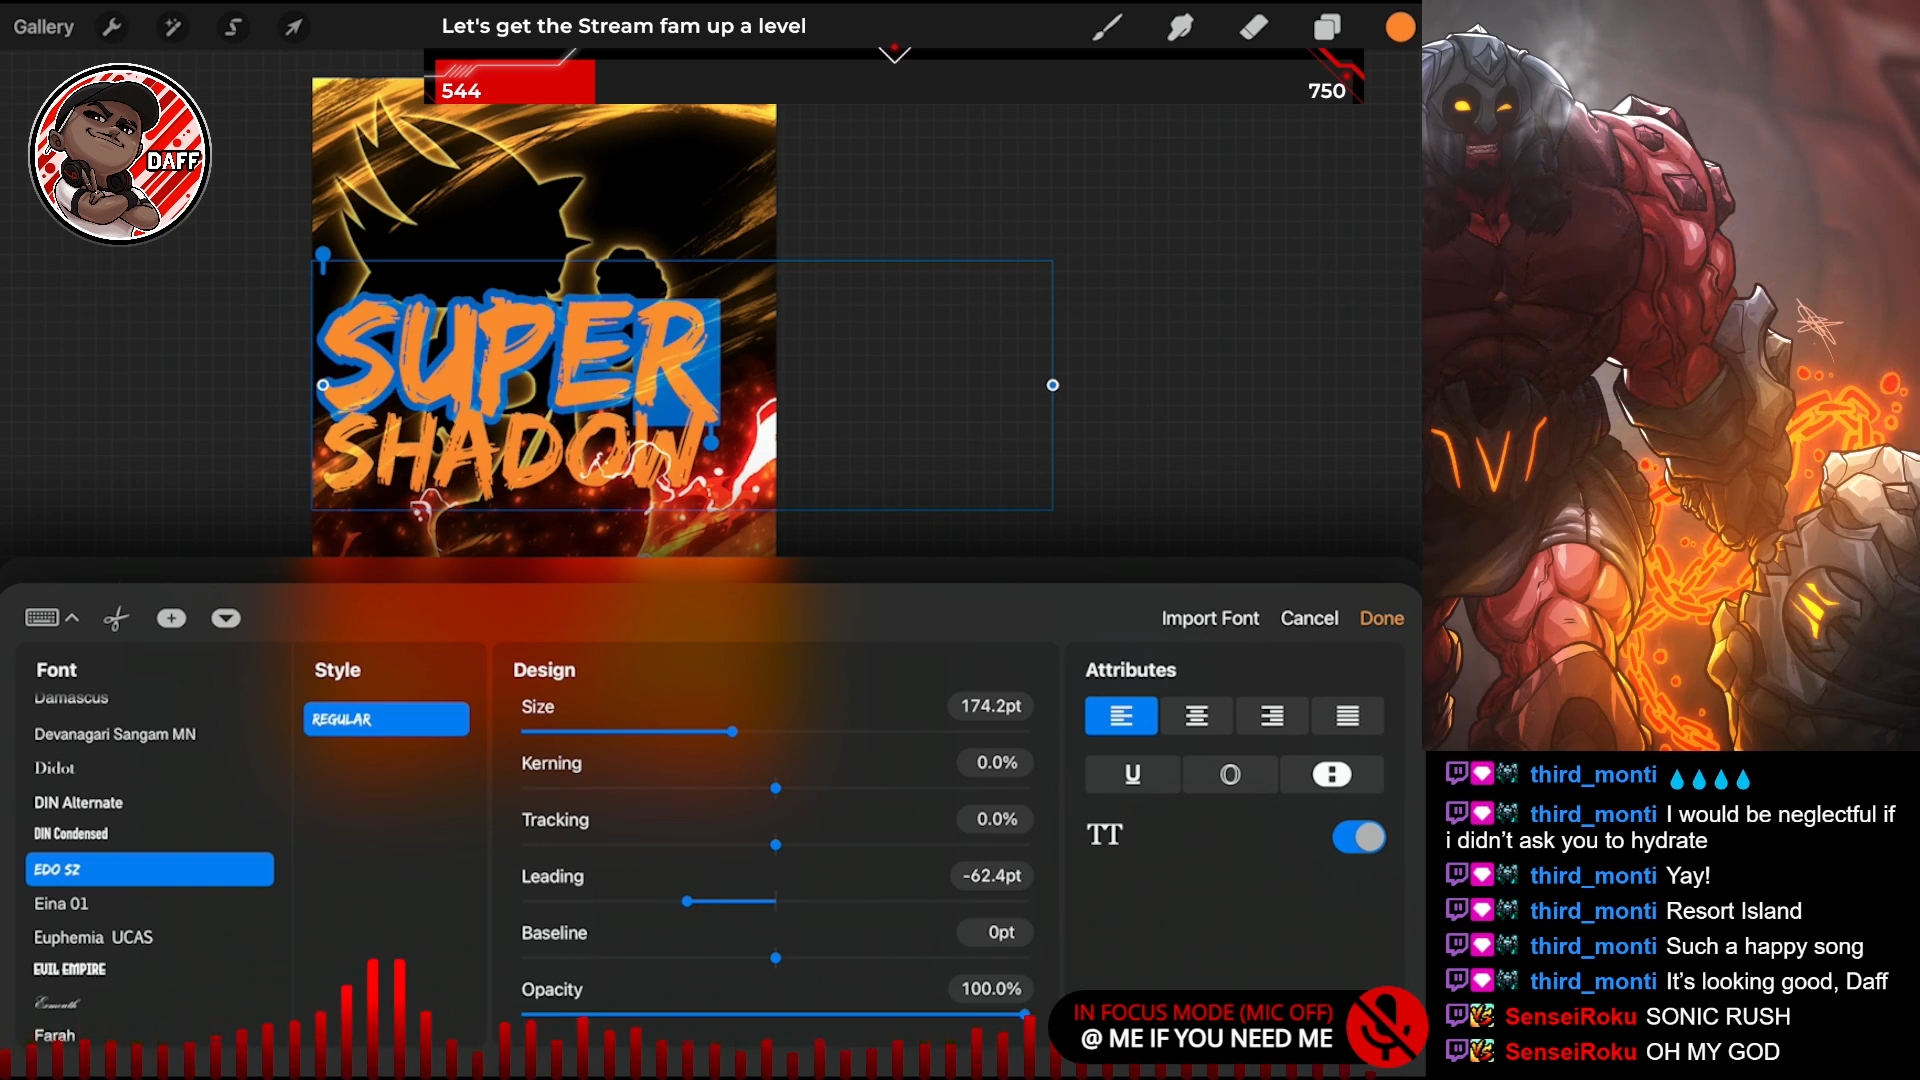 Gallery
Let's get the Stream fam up a level
544
750
DAFF
SUPER
SHADOW
Import Font
Cancel
Done
Font
Damascus
Devanagari Sangam MN
Didot
DIN Alternate
DIN Condensed
EDO SZ
Eina 01
Euphemia UCAS
EVIL EMPIRE
Farah
Style
REGULAR
Design
Size
174.2pt
Kerning
0.0%
Tracking
0.0%
Leading
-62.4pt
Baseline
0pt
Opacity
100.0%
Attributes
U
O
TT
IN FOCUS MODE (MIC OFF)
@ ME IF YOU NEED ME
third_monti
third_monti I would be neglectful if
i didn't ask you to hydrate
third_monti Yay!
third_monti Resort Island
third_monti Such a happy song
third_monti It's looking good, Daff
SenseiRoku SONIC RUSH
SenseiRoku OH MY GOD